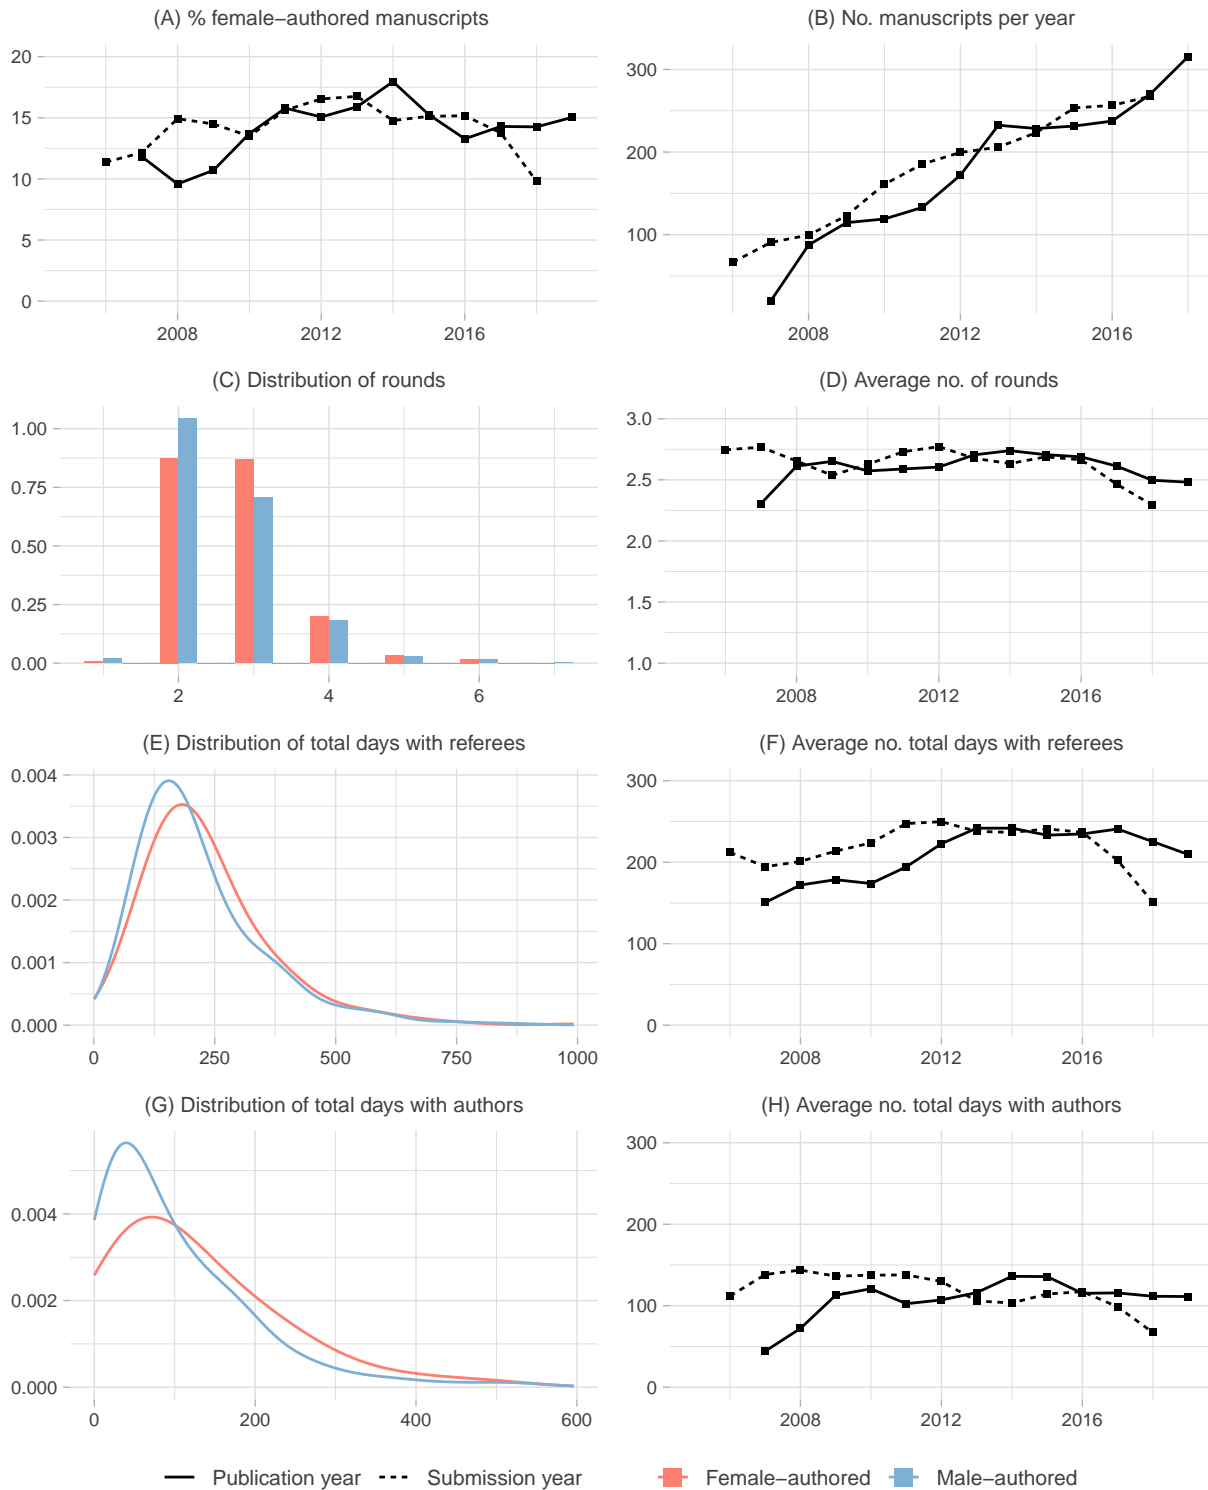 (A) % female−authored manuscripts
20
15
10
5
0
2008 2012 2016
(B) No. manuscripts per year
300
200
100
2008 2012 2016
(C) Distribution of rounds
1.00
0.75
0.50
0.25
0.00
2 4 6
(D) Average no. of rounds
3.0
2.5
2.0
1.5
1.0
2008 2012 2016
(E) Distribution of total days with referees
0.004
0.003
0.002
0.001
0.000
0 250 500 750 1000
(F) Average no. total days with referees
300
200
100
0
2008 2012 2016
(G) Distribution of total days with authors
0.004
0.002
0.000
0 200 400 600
(H) Average no. total days with authors
300
200
100
0
2008 2012 2016
Publication year Submission year Female−authored Male−authored